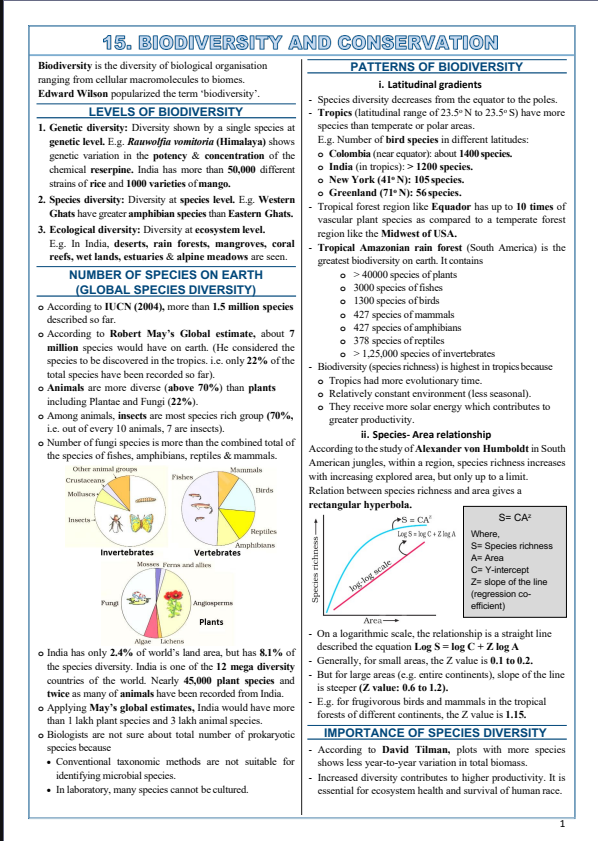 15. BIODIVERSITY AND CONSERVATION
Biodiversity is the diversity of biological organisation
ranging from cellular macromolecules to biomes.
Edward Wilson popularized the term ‘biodiversity’.
LEVELS OF BIODIVERSITY
1. Genetic diversity: Diversity shown by a single species at
genetic level. E.g. Rauwolfia vomitoria (Himalaya) shows
genetic variation in the potency & concentration of the
chemical reserpine. India has more than 50,000 different
strains of rice and 1000 varieties of mango.
2. Species diversity: Diversity at species level. E.g. Western
Ghats have greater amphibian species than Eastern Ghats.
3. Ecological diversity: Diversity at ecosystem level.
E.g. In India, deserts, rain forests, mangroves, coral
reefs, wet lands, estuaries & alpine meadows are seen.
NUMBER OF SPECIES ON EARTH
(GLOBAL SPECIES DIVERSITY)
o According to IUCN (2004), more than 1.5 million species
described so far.
o According to Robert May’s Global estimate, about 7
million species would have on earth. (He considered the
species to be discovered in the tropics. i.e. only 22% of the
total species have been recorded so far).
o Animals are more diverse (above 70%) than plants
including Plantae and Fungi (22%).
o Among animals, insects are most species rich group (70%,
i.e. out of every 10 animals, 7 are insects).
o Number of fungi species is more than the combined total of
the species of fishes, amphibians, reptiles & mammals.
Other animal groups
Crustaceans
Molluscs
Insects
Invertebrates
Fishes
Mammals
Birds
Reptiles
Amphibians
Vertebrates
Mosses
Ferns and allies
Fungi
Angiosperms
Plants
Algae
Lichens
o India has only 2.4% of world’s land area, but has 8.1% of
the species diversity. India is one of the 12 mega diversity
countries of the world. Nearly 45,000 plant species and
twice as many of animals have been recorded from India.
o Applying May’s global estimates, India would have more
than 1 lakh plant species and 3 lakh animal species.
o Biologists are not sure about total number of prokaryotic
species because
• Conventional taxonomic methods are not suitable for
identifying microbial species.
• In laboratory, many species cannot be cultured.
PATTERNS OF BIODIVERSITY
i. Latitudinal gradients
- Species diversity decreases from the equator to the poles.
- Tropics (latitudinal range of 23.5º N to 23.5º S) have more
species than temperate or polar areas.
E.g. Number of bird species in different latitudes:
o Colombia (near equator): about 1400 species.
o India (in tropics): > 1200 species.
o New York (41º N): 105 species.
o Greenland (71º N): 56 species.
- Tropical forest region like Equador has up to 10 times of
vascular plant species as compared to a temperate forest
region like the Midwest of USA.
- Tropical Amazonian rain forest (South America) is the
greatest biodiversity on earth. It contains
o > 40000 species of plants
o 3000 species of fishes
o 1300 species of birds
o 427 species of mammals
o 427 species of amphibians
o 378 species of reptiles
o > 1,25,000 species of invertebrates
- Biodiversity (species richness) is highest in tropics because
o Tropics had more evolutionary time.
o Relatively constant environment (less seasonal).
o They receive more solar energy which contributes to
greater productivity.
ii. Species- Area relationship
According to the study of Alexander von Humboldt in South
American jungles, within a region, species richness increases
with increasing explored area, but only up to a limit.
Relation between species richness and area gives a
rectangular hyperbola.
Species richness
S = CAᶻ
Log S = log C + Z log A
log-log scale
Area
S= CAᶻ
Where,
S= Species richness
A= Area
C= Y-intercept
Z= slope of the line
(regression co-
efficient)
- On a logarithmic scale, the relationship is a straight line
described the equation Log S = log C + Z log A
- Generally, for small areas, the Z value is 0.1 to 0.2.
- But for large areas (e.g. entire continents), slope of the line
is steeper (Z value: 0.6 to 1.2).
- E.g. for frugivorous birds and mammals in the tropical
forests of different continents, the Z value is 1.15.
IMPORTANCE OF SPECIES DIVERSITY
- According to David Tilman, plots with more species
shows less year-to-year variation in total biomass.
- Increased diversity contributes to higher productivity. It is
essential for ecosystem health and survival of human race.
1